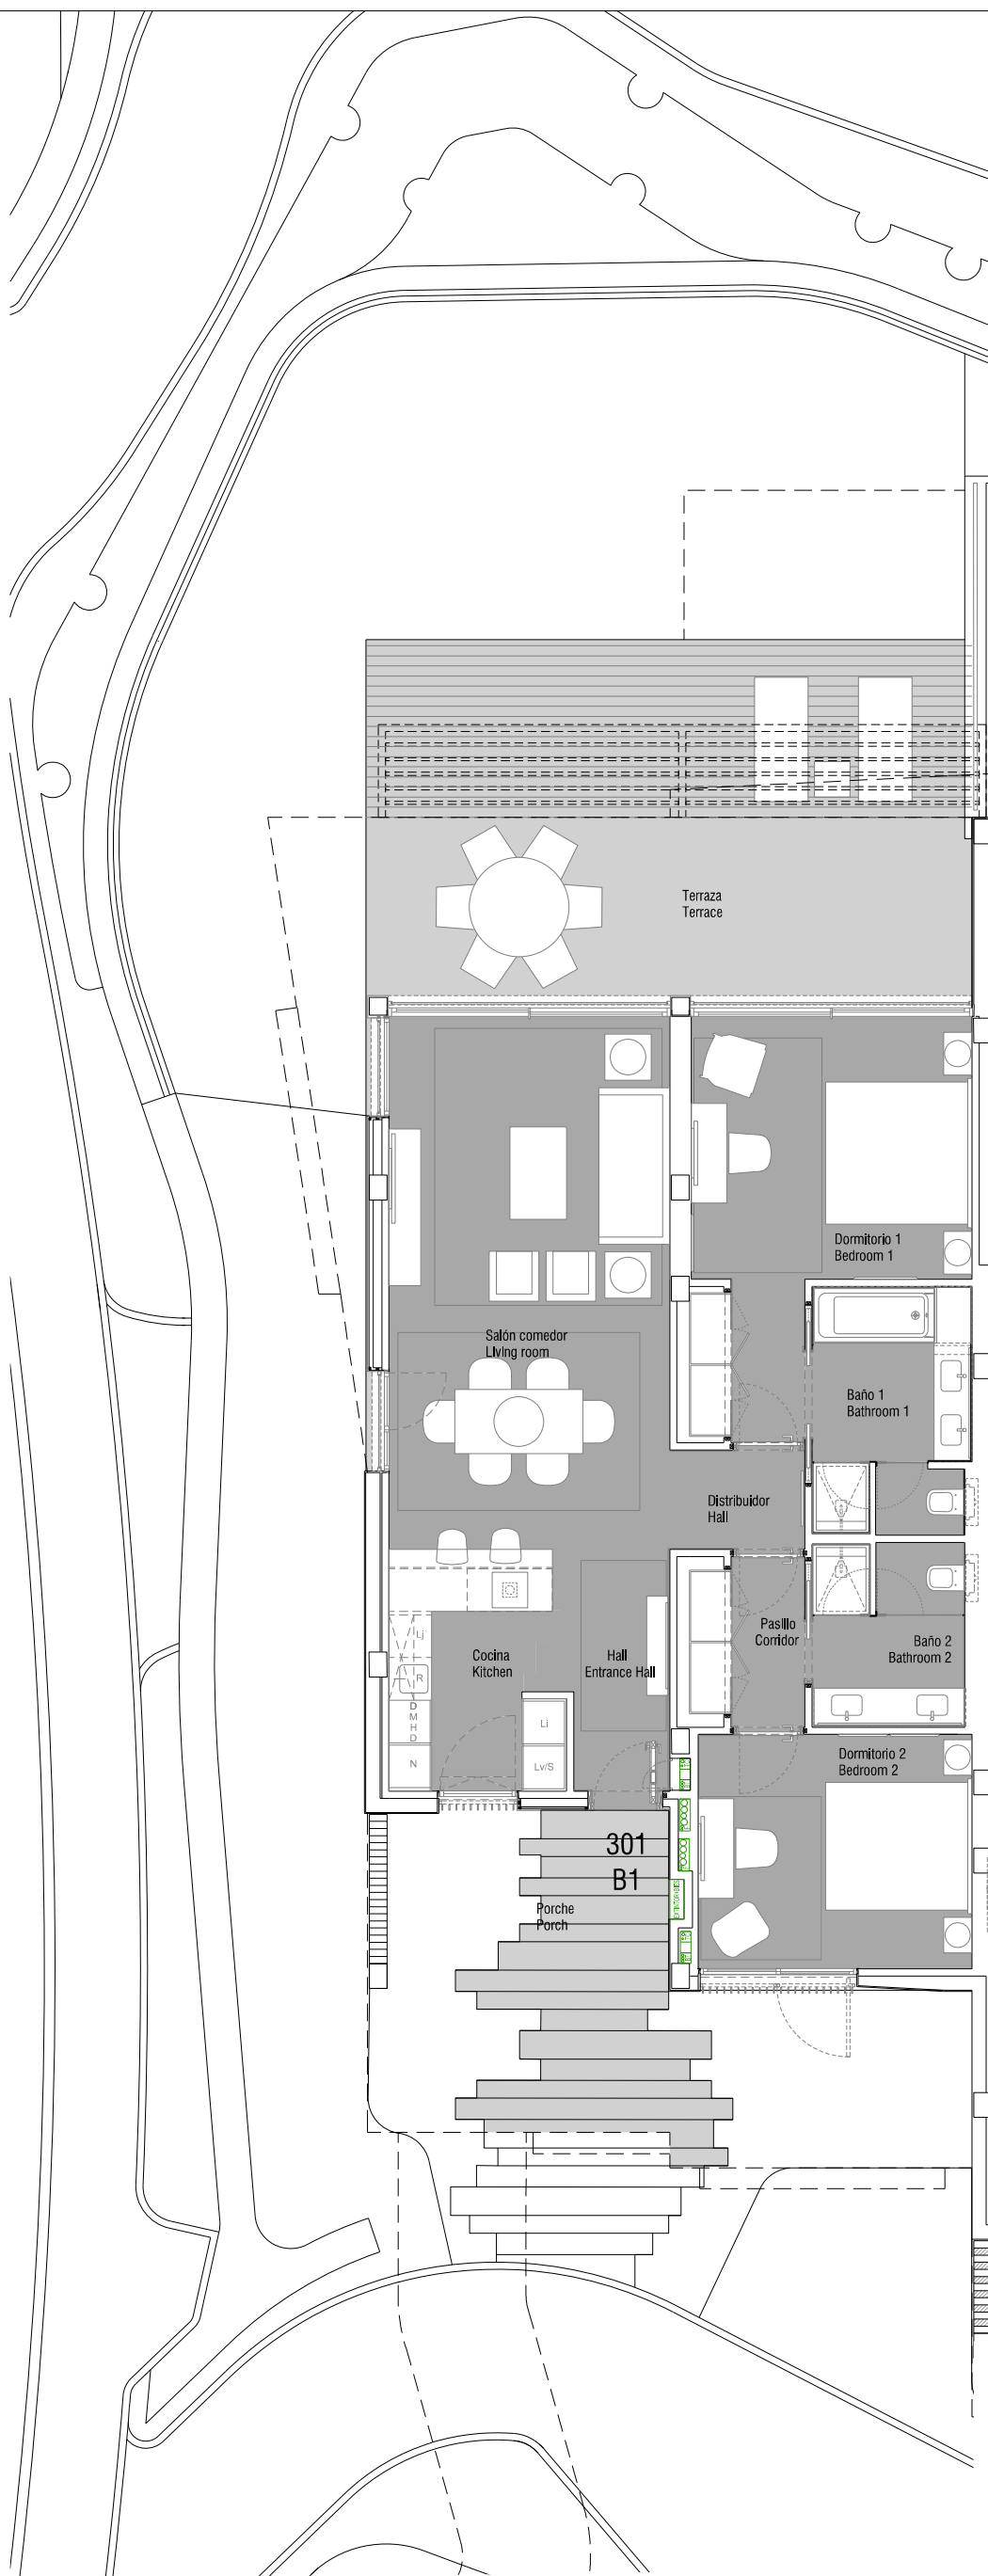 Terraza
Terrace
Dormitorio 1
Bedroom 1
Salón comedor
Living room
Baño 1
Bathroom 1
Distribuidor
Hall
Pasillo
Corridor
Baño 2
Bathroom 2
Cocina
Kitchen
Hall
Entrance Hall
Lj
R
D
M
H
D
N
Li
Lv/S
Dormitorio 2
Bedroom 2
301
B1
Porche
Porch